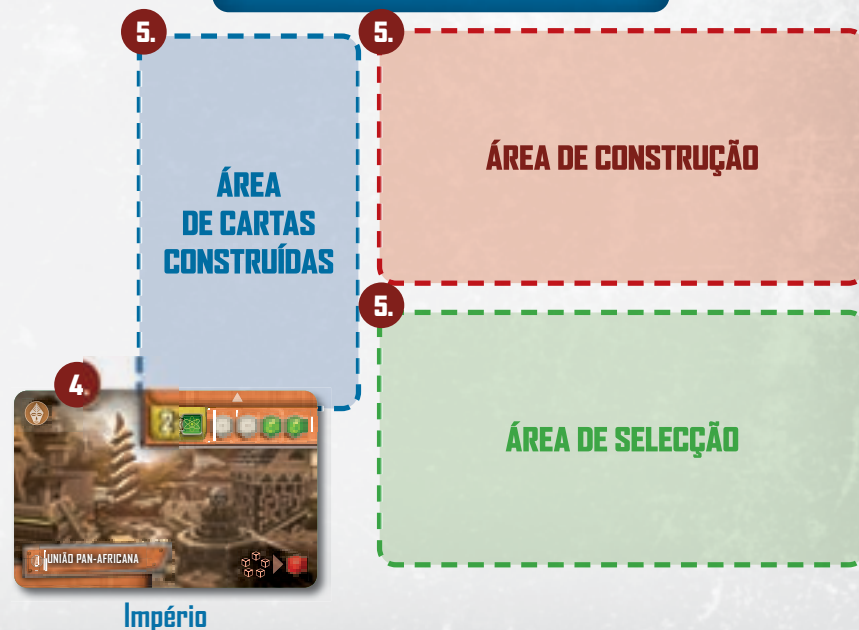 5.
5.
ÁREA
DE CARTAS
CONSTRUÍDAS
ÁREA DE CONSTRUÇÃO
5.
ÁREA DE SELECÇÃO
4.
2
UNIÃO PAN-AFRICANA
Império